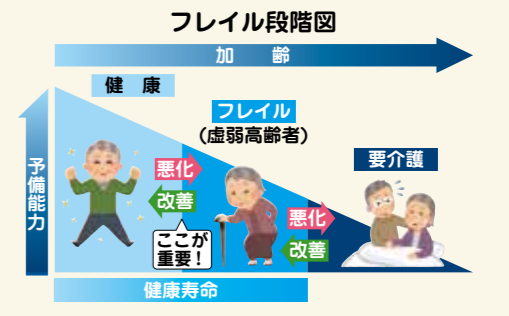 フレイル段階図
加 齢
健 康
フレイル
(虚弱高齢者)
要介護
予備能力
悪化
改善
ここが
重要!
悪化
改善
健康寿命